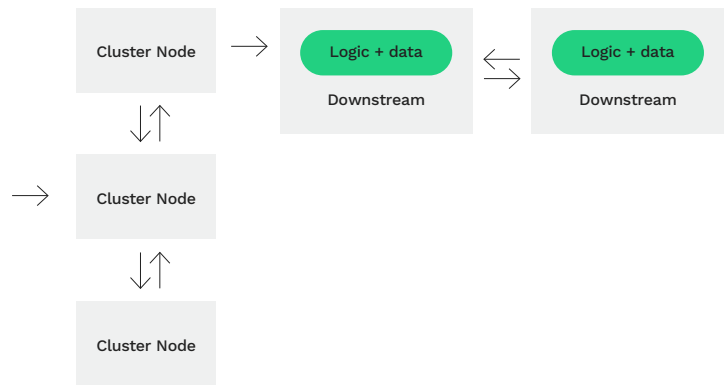 Cluster Node
Logic + data
Downstream
Logic + data
Downstream
Cluster Node
Cluster Node